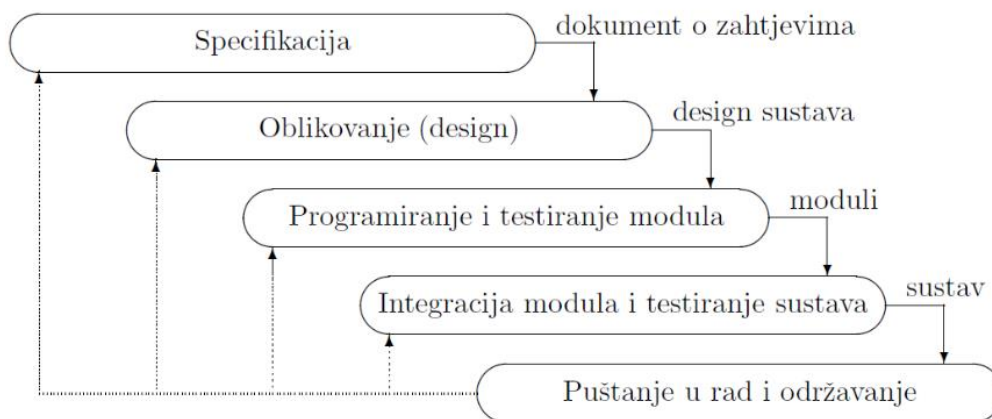 Specifikacija
dokument o zahtjevima
Oblikovanje (design)
design sustava
Programiranje i testiranje modula
moduli
Integracija modula i testiranje sustava
sustav
Puštanje u rad i održavanje